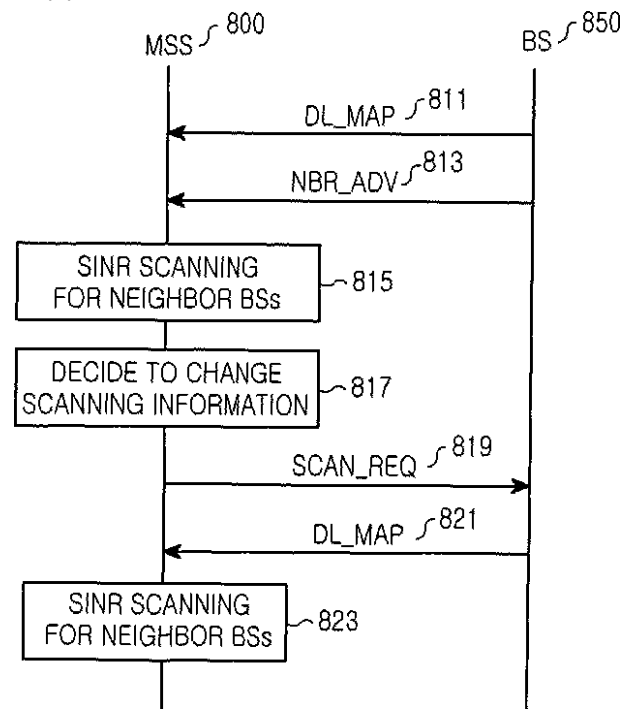 MSS 800
BS 850
DL_MAP 811
NBR_ADV 813
SINR SCANNING
FOR NEIGHBOR BSs
815
DECIDE TO CHANGE
SCANNING INFORMATION
817
SCAN_REQ 819
DL_MAP 821
SINR SCANNING
FOR NEIGHBOR BSs
823